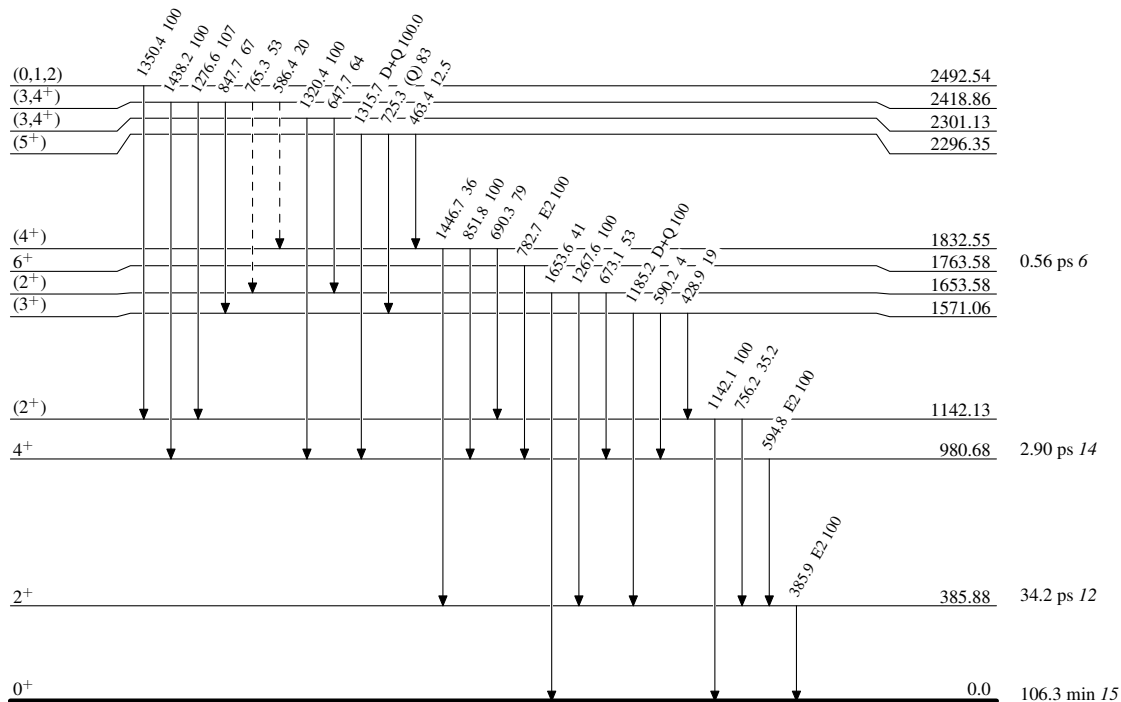 1350.4 100
1438.2 100
1276.6 107
847.7 67
765.3 53
586.4 20
1320.4 100
647.7 64
1315.7 D+Q 100.0
725.3 (Q) 83
463.4 12.5
(0,1,2) 2492.54
(3,4⁺) 2418.86
(3,4⁺) 2301.13
(5⁺) 2296.35
1446.7 36
851.8 100
690.3 79
782.7 E2 100
1653.6 41
1267.6 100
673.1 53
1185.2 D+Q 100
590.2 4
428.9 19
(4⁺) 1832.55
6⁺ 1763.58 0.56 ps 6
(2⁺) 1653.58
(3⁺) 1571.06
1142.1 100
756.2 35.2
594.8 E2 100
(2⁺) 1142.13
4⁺ 980.68 2.90 ps 14
385.9 E2 100
2⁺ 385.88 34.2 ps 12
0⁺ 0.0 106.3 min 15